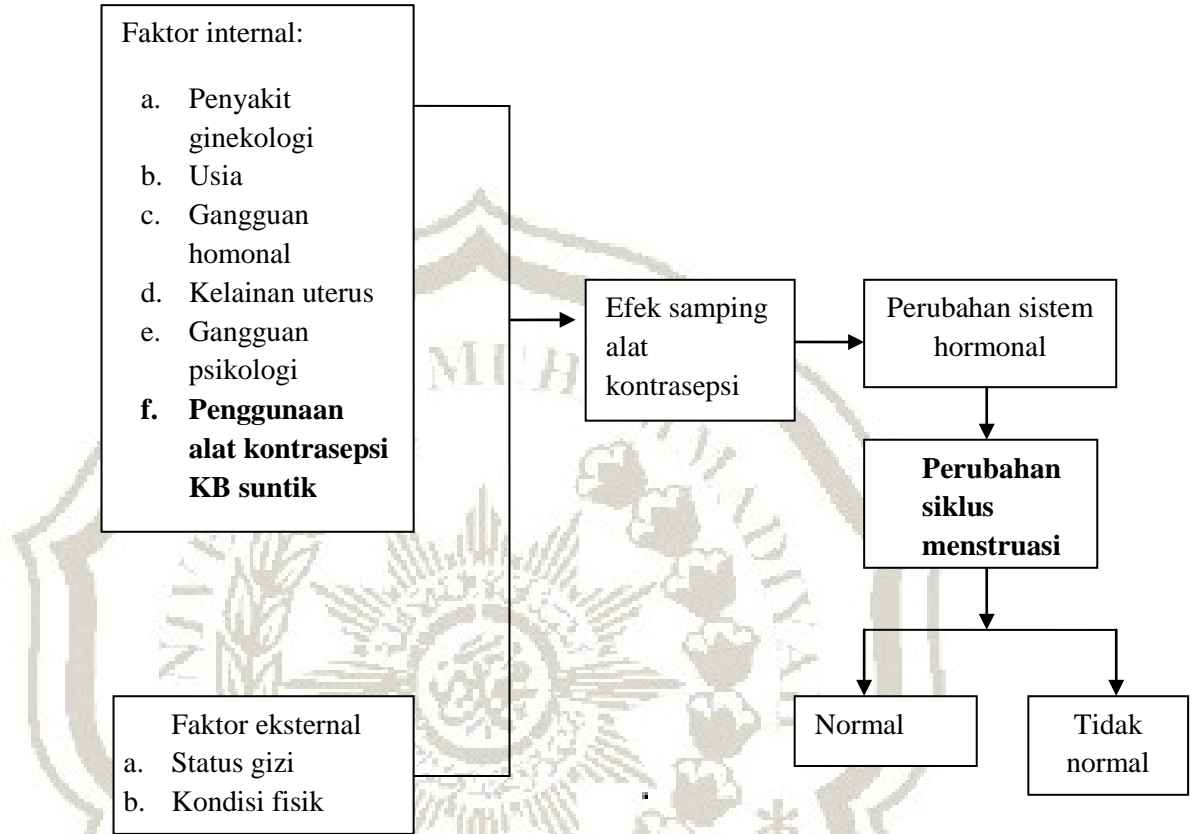 Faktor internal:
a. Penyakit
ginekologi
b. Usia
c. Gangguan
homonal
d. Kelainan uterus
e. Gangguan
psikologi
f. Penggunaan
alat kontrasepsi
KB suntik
Efek samping
alat
kontrasepsi
Perubahan sistem
hormonal
Perubahan
siklus
menstruasi
Normal
Tidak
normal
Faktor eksternal
a. Status gizi
b. Kondisi fisik